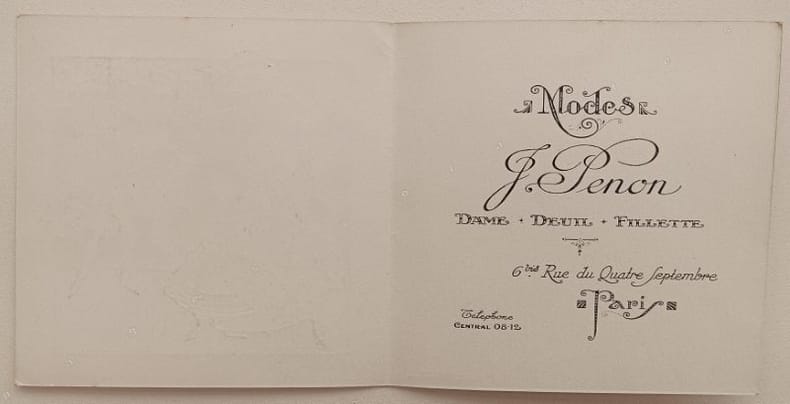 Modes
J. Penon
DAME • DEUIL • FILLETTE
6 bis Rue du Quatre Septembre
Paris
Téléphone
CENTRAL 08-12